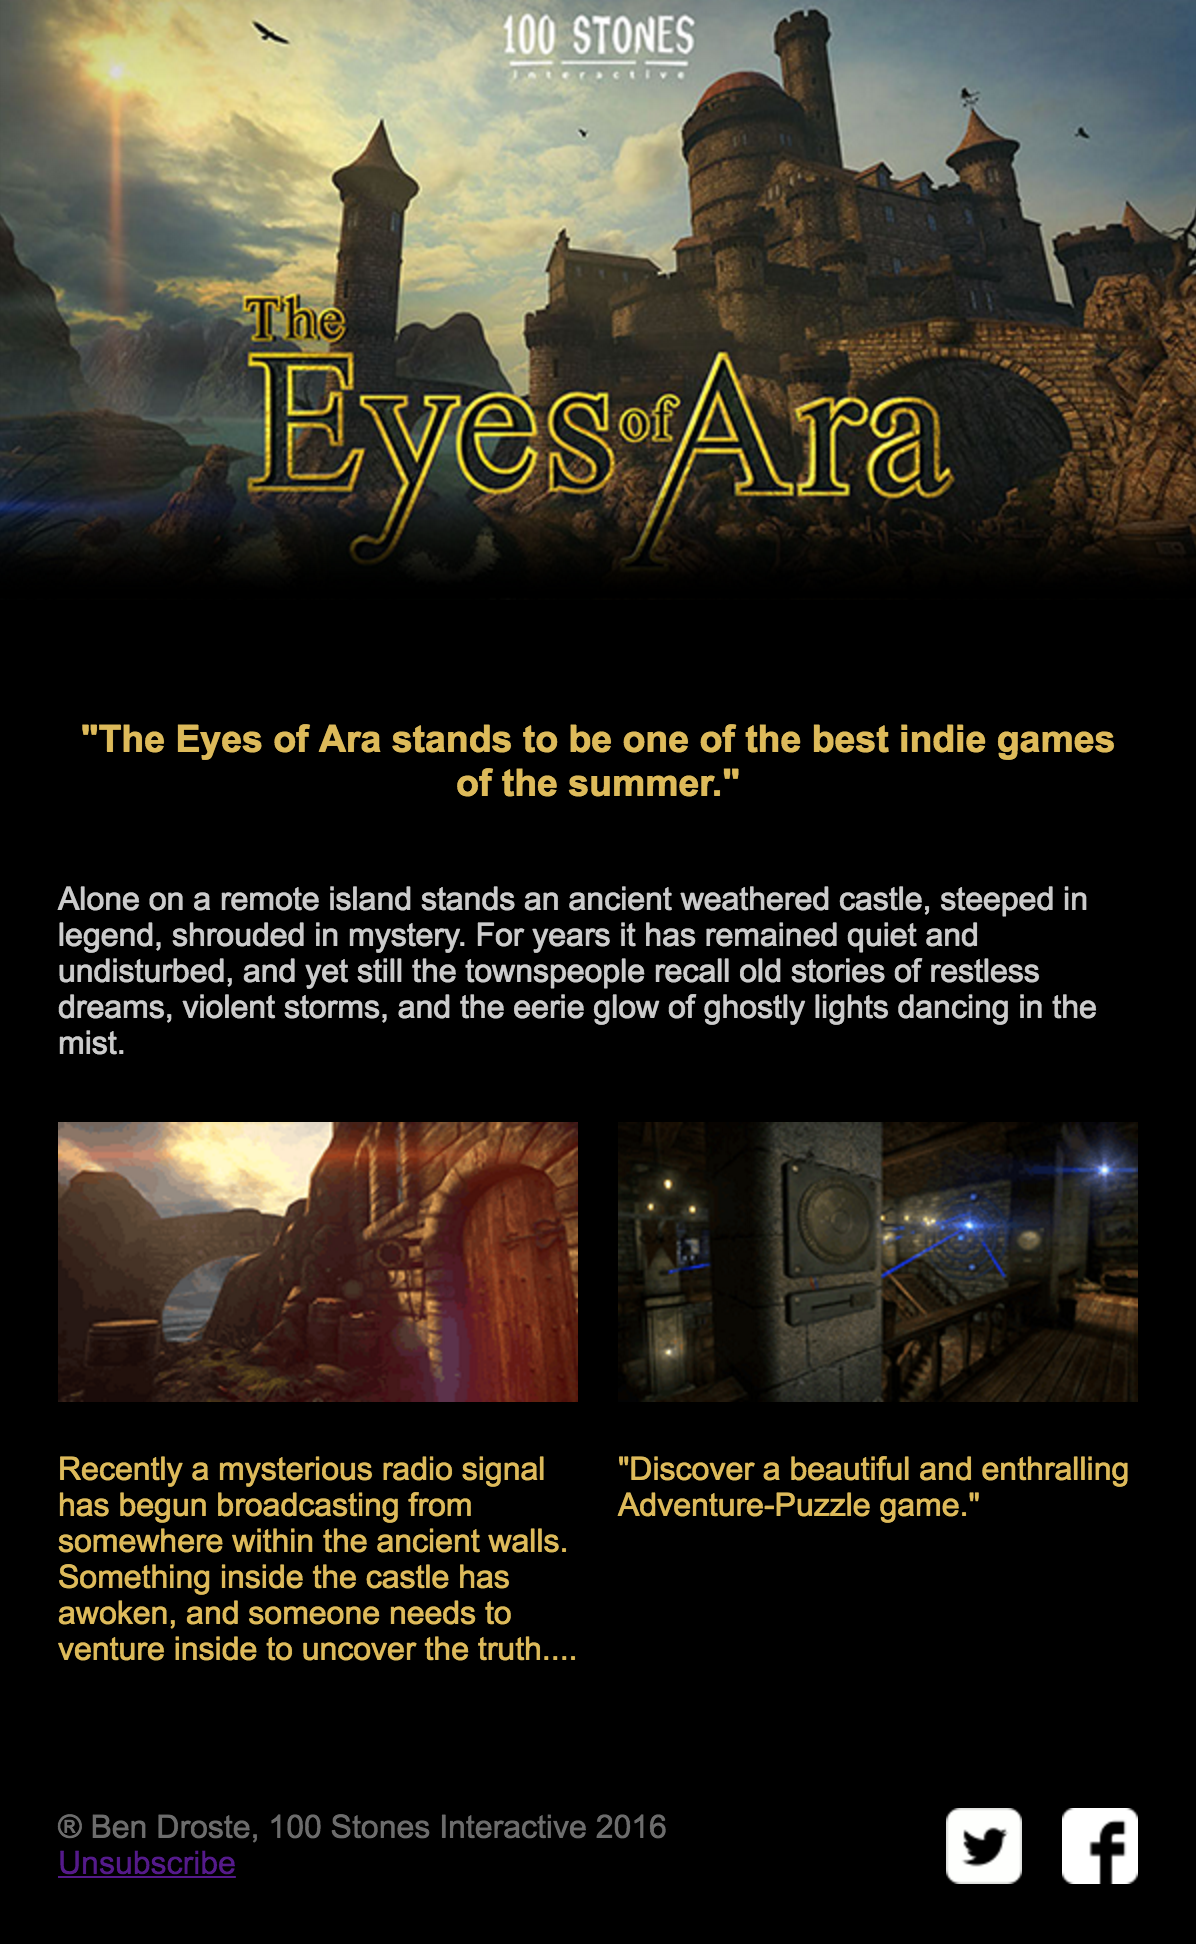 100 STONES
interactive
The
Eyes of Ara
"The Eyes of Ara stands to be one of the best indie games
of the summer."
Alone on a remote island stands an ancient weathered castle, steeped in
legend, shrouded in mystery. For years it has remained quiet and
undisturbed, and yet still the townspeople recall old stories of restless
dreams, violent storms, and the eerie glow of ghostly lights dancing in the
mist.
Recently a mysterious radio signal
has begun broadcasting from
somewhere within the ancient walls.
Something inside the castle has
awoken, and someone needs to
venture inside to uncover the truth....
"Discover a beautiful and enthralling
Adventure-Puzzle game."
® Ben Droste, 100 Stones Interactive 2016
Unsubscribe